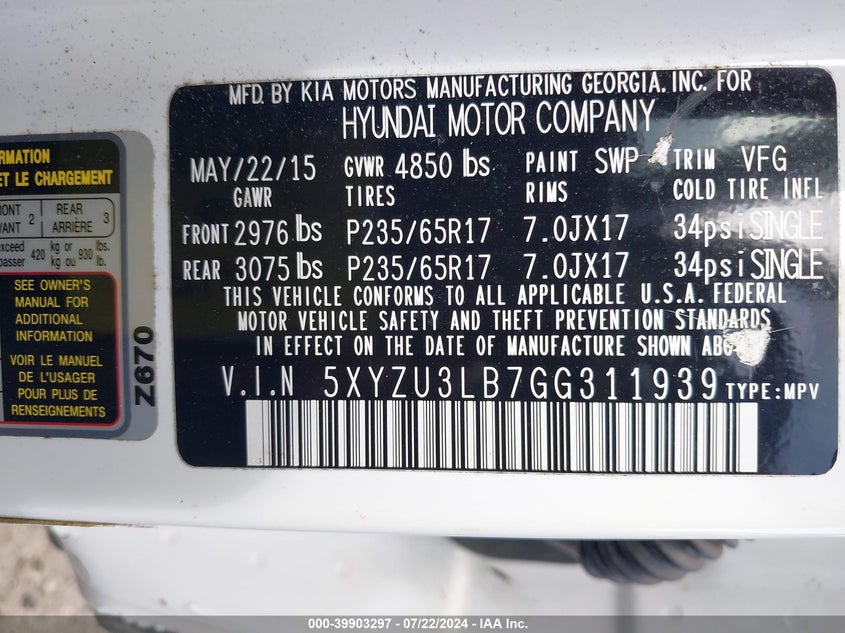 RMATION
ET LE CHARGEMENT
RONT 2 REAR 3
VANT ARRIÈRE
exceed 420 kg or 930 lbs.
passer kg ou lb.
SEE OWNER'S
MANUAL FOR
ADDITIONAL
INFORMATION
VOIR LE MANUEL
DE L'USAGER
POUR PLUS DE
RENSEIGNEMENTS
Z670
MFD. BY KIA MOTORS MANUFACTURING GEORGIA, INC. FOR
HYUNDAI MOTOR COMPANY
MAY/22/15 GVWR 4850 lbs PAINT SWP TRIM VFG
GAWR TIRES RIMS COLD TIRE INFL
FRONT 2976 lbs P235/65R17 7.0JX17 34psi SINGLE
REAR 3075 lbs P235/65R17 7.0JX17 34psi SINGLE
THIS VEHICLE CONFORMS TO ALL APPLICABLE U.S.A. FEDERAL
MOTOR VEHICLE SAFETY AND THEFT PREVENTION STANDARDS
IN EFFECT ON THE DATE OF MANUFACTURE SHOWN
V.I.N 5XYZU3LB7GG311939 TYPE:MPV
000-39903297 - 07/22/2024 - IAA Inc.